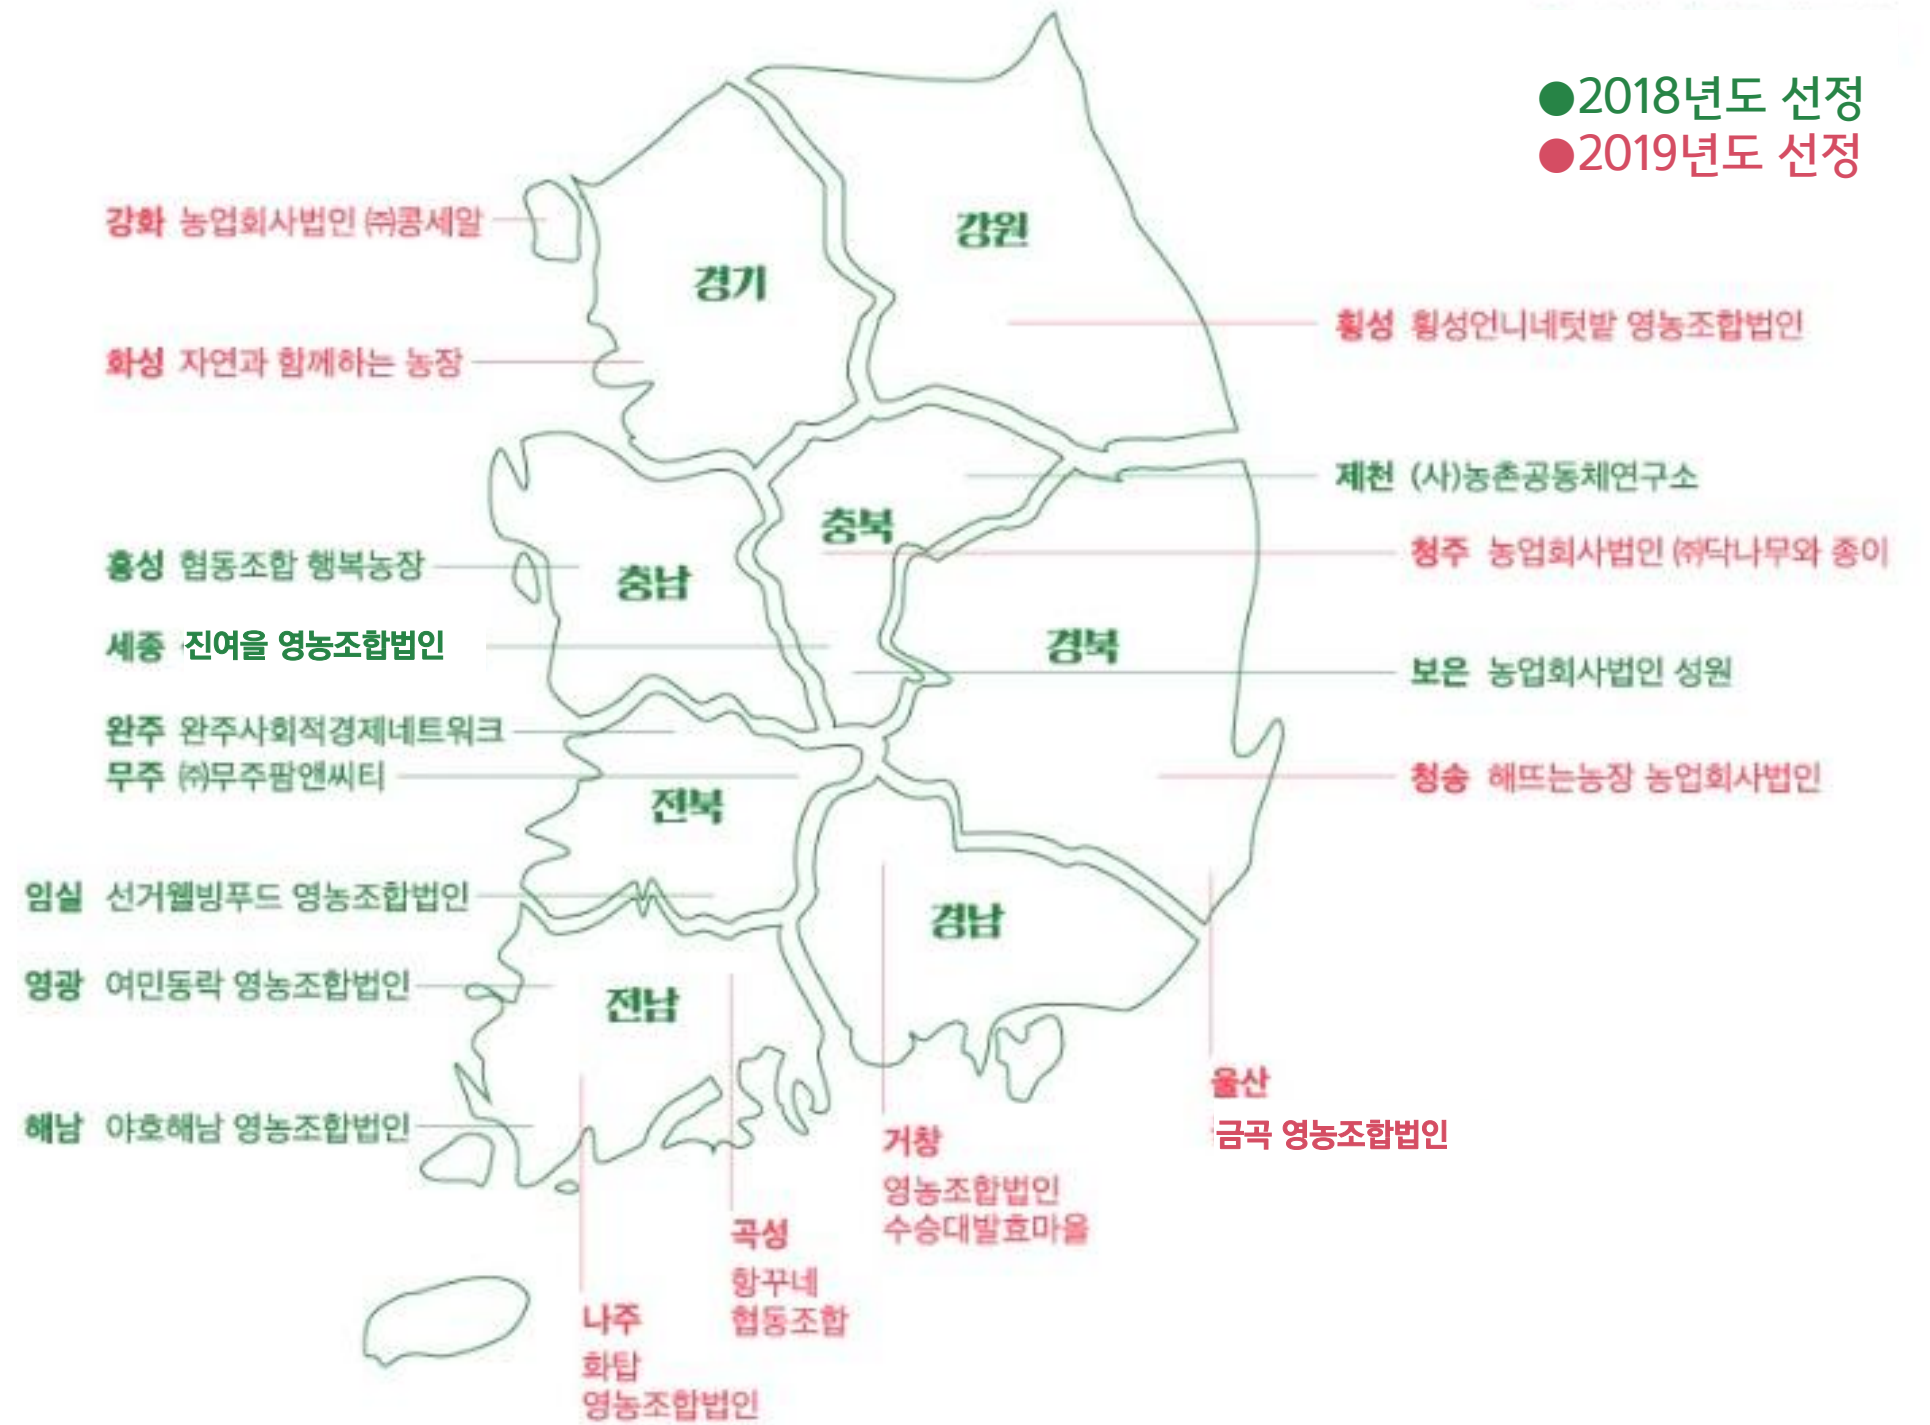 ●2018년도 선정
●2019년도 선정
강화 농업회사법인 ㈜콩세알
강원
경기
횡성 횡성언니네텃밭 영농조합법인
화성 자연과 함께하는 농장
제천 (사)농촌공동체연구소
충북
청주 농업회사법인 ㈜닥나무와 종이
홍성 협동조합 행복농장
충남
세종 진여울 영농조합법인
경북
보은 농업회사법인 성원
완주 완주사회적경제네트워크
무주 ㈜무주팜앤씨티
청송 해뜨는농장 농업회사법인
전북
임실 선거웰빙푸드 영농조합법인
경남
영광 여민동락 영농조합법인
전남
해남 야호해남 영농조합법인
울산
금곡 영농조합법인
거창
영농조합법인
수승대발효마을
곡성
항꾸네
협동조합
나주
화탑
영농조합법인